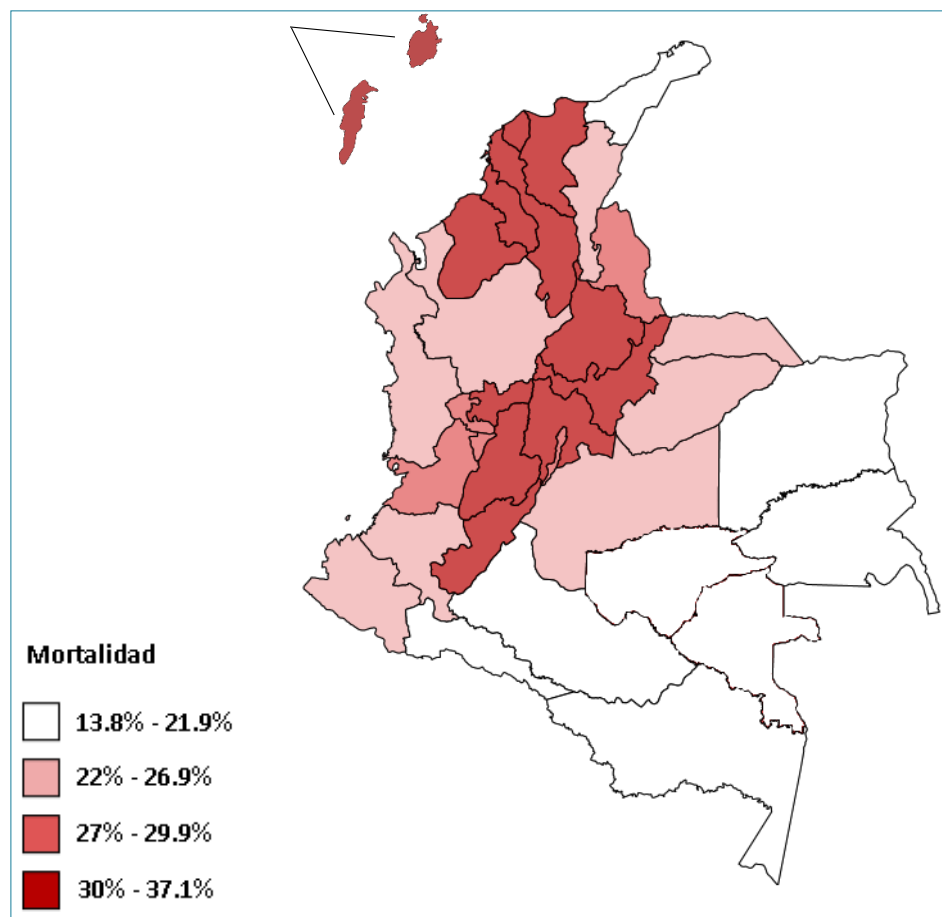 Mortalidad
13.8% - 21.9%
22% - 26.9%
27% - 29.9%
30% - 37.1%